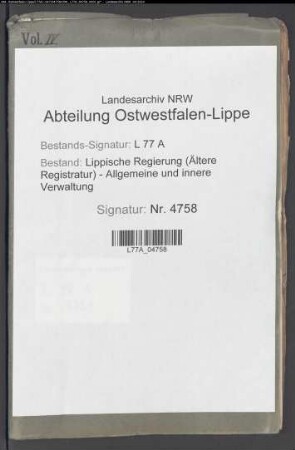 Vol. IV.
Landesarchiv NRW
Abteilung Ostwestfalen-Lippe
Bestands-Signatur: L 77 A
Bestand: Lippische Regierung (Ältere
Registratur) - Allgemeine und innere
Verwaltung
Signatur: Nr. 4758
L77A_04758